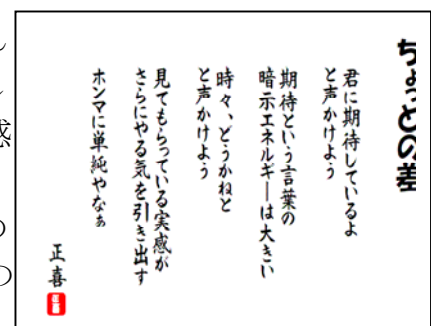 ちょっとの差
君に期待しているよ
と声かけよう
期待という言葉の
暗示エネルギーは大きい
時々、どうかねと
と声かけよう
見てもらっている実感が
さらにやる気を引き出す
ホンマに単純やなぁ
正喜
感